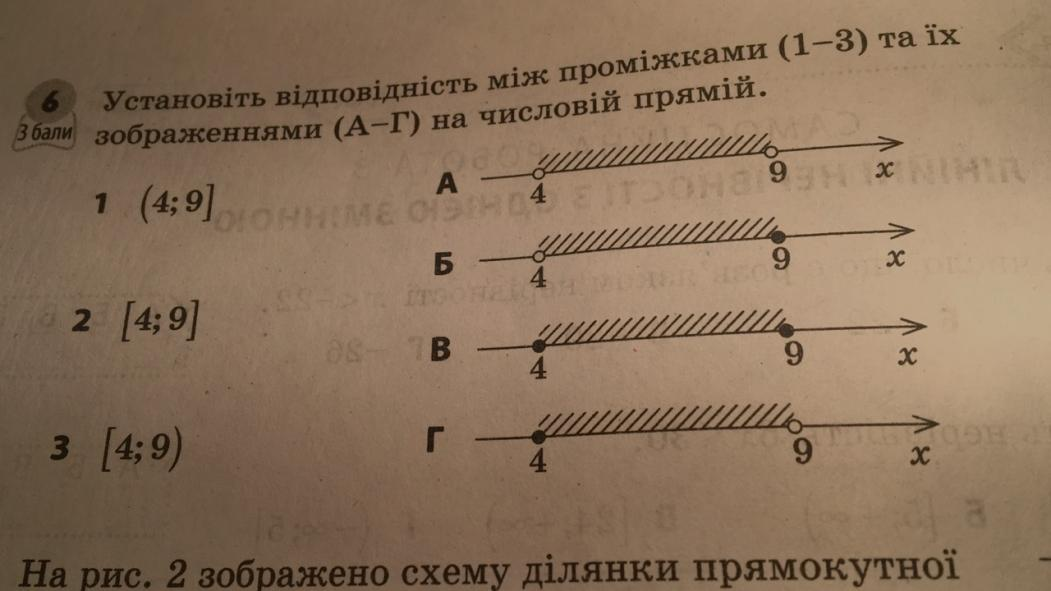 6 Установіть відповідність між проміжками (1–3) та їх
3 бали зображеннями (А–Г) на числовій прямій.
1 (4; 9]
А 4 9 x
Б 4 9 x
2 [4; 9]
В 4 9 x
3 [4; 9)
Г 4 9 x
На рис. 2 зображено схему ділянки прямокутної